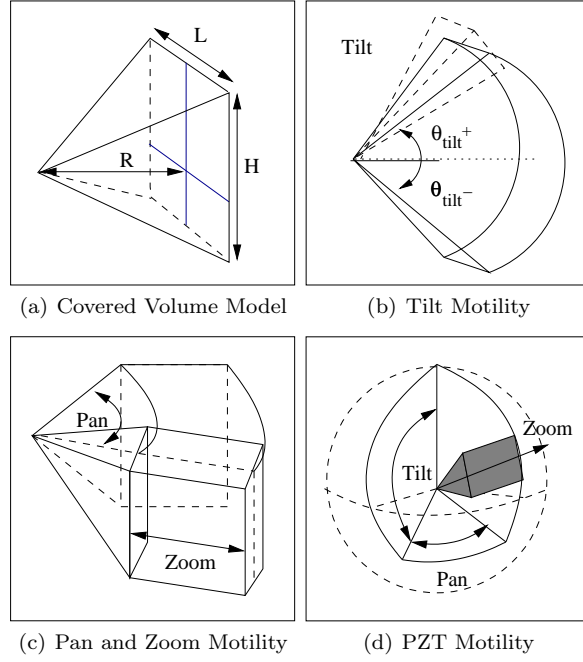 L
R
H
(a) Covered Volume Model
Tilt
θtilt+
θtilt−
(b) Tilt Motility
Pan
Zoom
(c) Pan and Zoom Motility
Zoom
Tilt
Pan
(d) PZT Motility